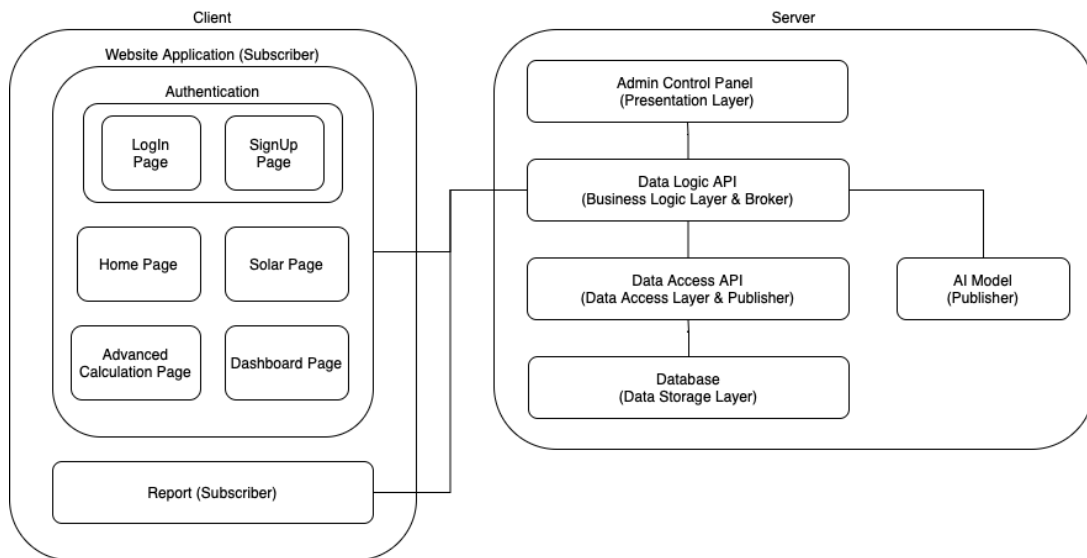 Client
Website Application (Subscriber)
Authentication
LogIn
Page
SignUp
Page
Home Page
Solar Page
Advanced
Calculation Page
Dashboard Page
Report (Subscriber)
Server
Admin Control Panel
(Presentation Layer)
Data Logic API
(Business Logic Layer & Broker)
Data Access API
(Data Access Layer & Publisher)
AI Model
(Publisher)
Database
(Data Storage Layer)